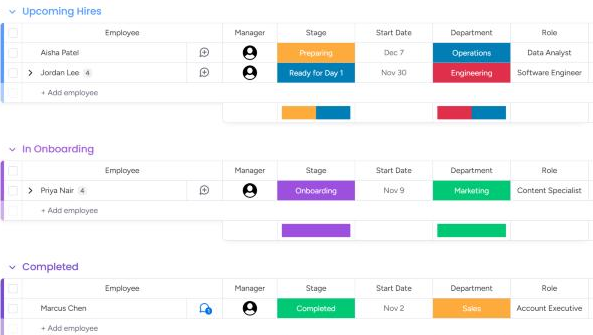 Upcoming Hires
Employee Manager Stage Start Date Department Role
Aisha Patel Preparing Dec 7 Operations Data Analyst
Jordan Lee 4 Ready for Day 1 Nov 30 Engineering Software Engineer
+ Add employee
In Onboarding
Employee Manager Stage Start Date Department Role
Priya Nair 4 Onboarding Nov 9 Marketing Content Specialist
+ Add employee
Completed
Employee Manager Stage Start Date Department Role
Marcus Chen 1 Completed Nov 2 Sales Account Executive
+ Add employee